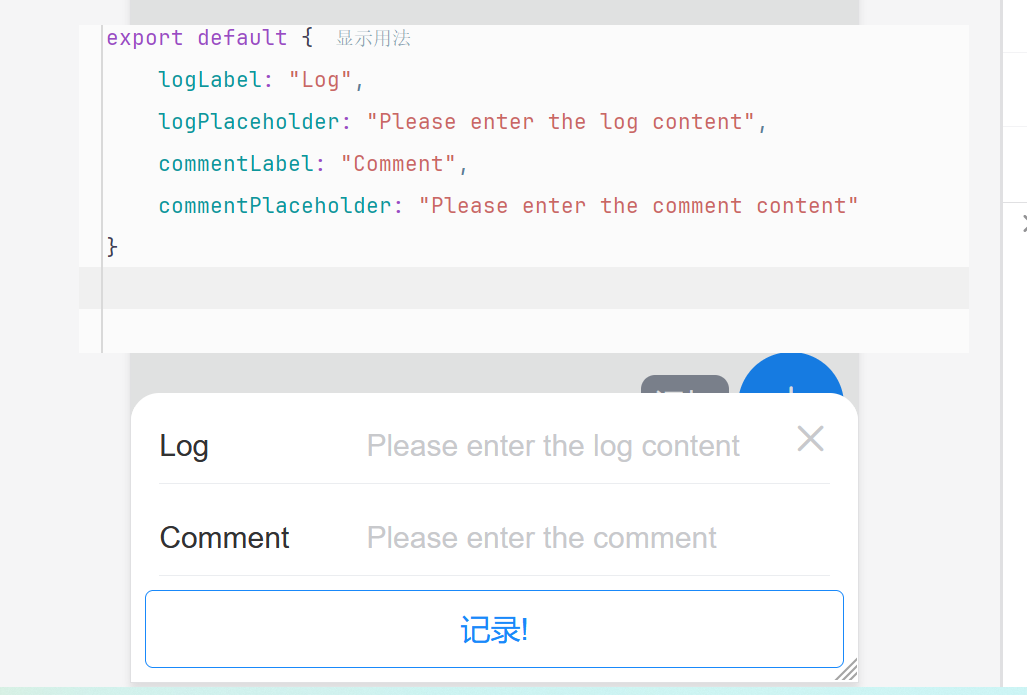 export default {  显示用法
logLabel: "Log",
logPlaceholder: "Please enter the log content",
commentLabel: "Comment",
commentPlaceholder: "Please enter the comment content"
}
Log Please enter the log content
Comment Please enter the comment
记录!